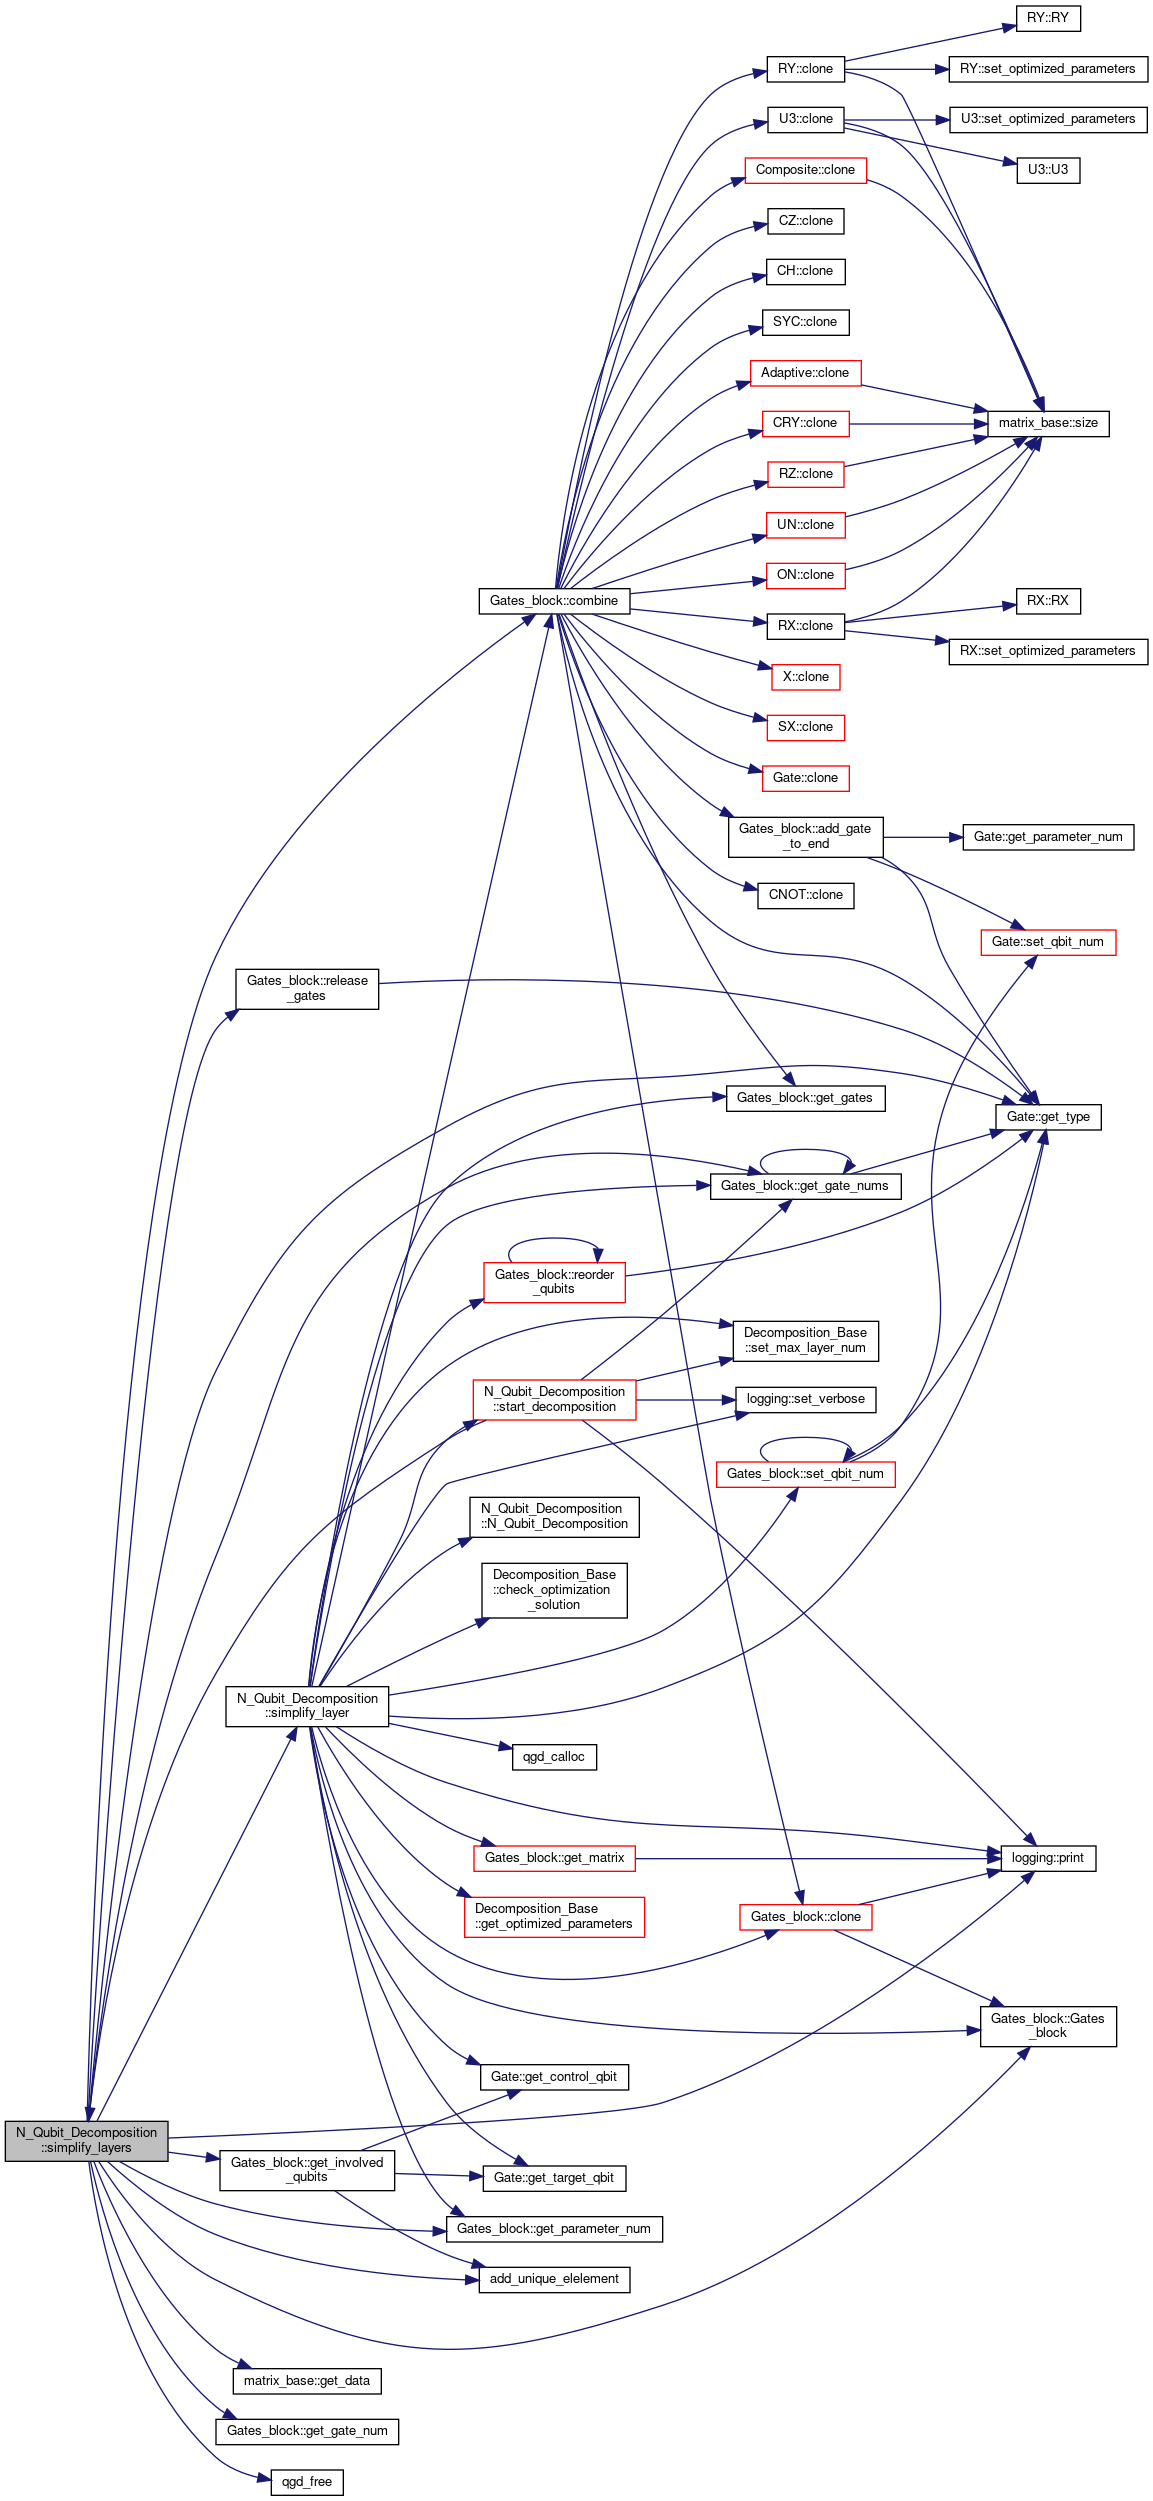 RY::RY
RY::clone
RY::set_optimized_parameters
U3::clone
U3::set_optimized_parameters
Composite::clone
U3::U3
CZ::clone
CH::clone
SYC::clone
Adaptive::clone
CRY::clone
matrix_base::size
RZ::clone
UN::clone
ON::clone
Gates_block::combine
RX::RX
RX::clone
RX::set_optimized_parameters
X::clone
SX::clone
Gate::clone
Gates_block::add_gate
_to_end
Gate::get_parameter_num
CNOT::clone
Gate::set_qbit_num
Gates_block::release
_gates
Gates_block::get_gates
Gate::get_type
Gates_block::get_gate_nums
Gates_block::reorder
_qubits
Decomposition_Base
::set_max_layer_num
N_Qubit_Decomposition
::start_decomposition
logging::set_verbose
Gates_block::set_qbit_num
N_Qubit_Decomposition
::N_Qubit_Decomposition
Decomposition_Base
::check_optimization
_solution
N_Qubit_Decomposition
::simplify_layer
qgd_calloc
Gates_block::get_matrix
logging::print
Decomposition_Base
::get_optimized_parameters
Gates_block::clone
Gates_block::Gates
_block
Gate::get_control_qbit
N_Qubit_Decomposition
::simplify_layers
Gates_block::get_involved
_qubits
Gate::get_target_qbit
Gates_block::get_parameter_num
add_unique_elelement
matrix_base::get_data
Gates_block::get_gate_num
qgd_free